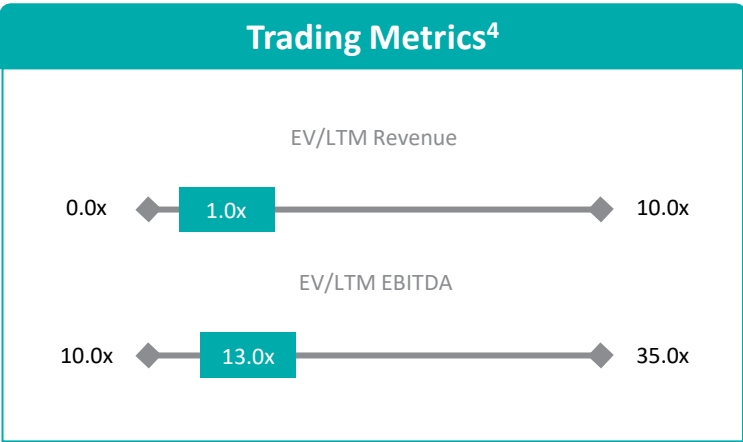 Trading Metrics⁴
EV/LTM Revenue
0.0x 1.0x 10.0x
EV/LTM EBITDA
10.0x 13.0x 35.0x